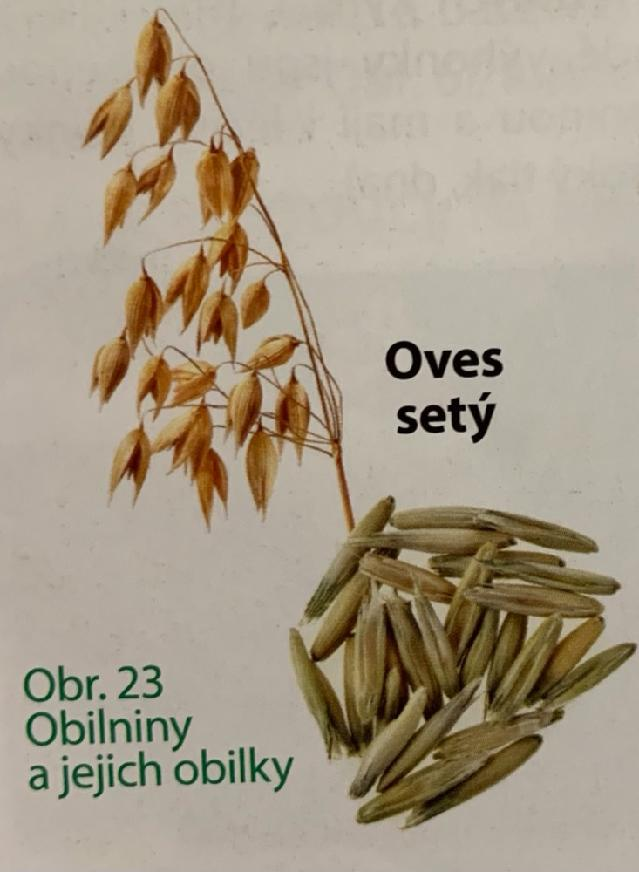 Oves
setý
Obr. 23
Obilniny
a jejich obilky